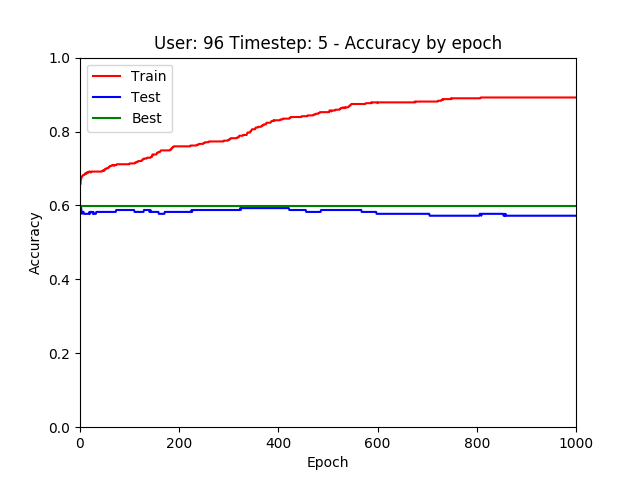 User: 96 Timestep: 5 - Accuracy by epoch
Train
Test
Best
Accuracy
1.0
0.8
0.6
0.4
0.2
0.0
0 200 400 600 800 1000
Epoch